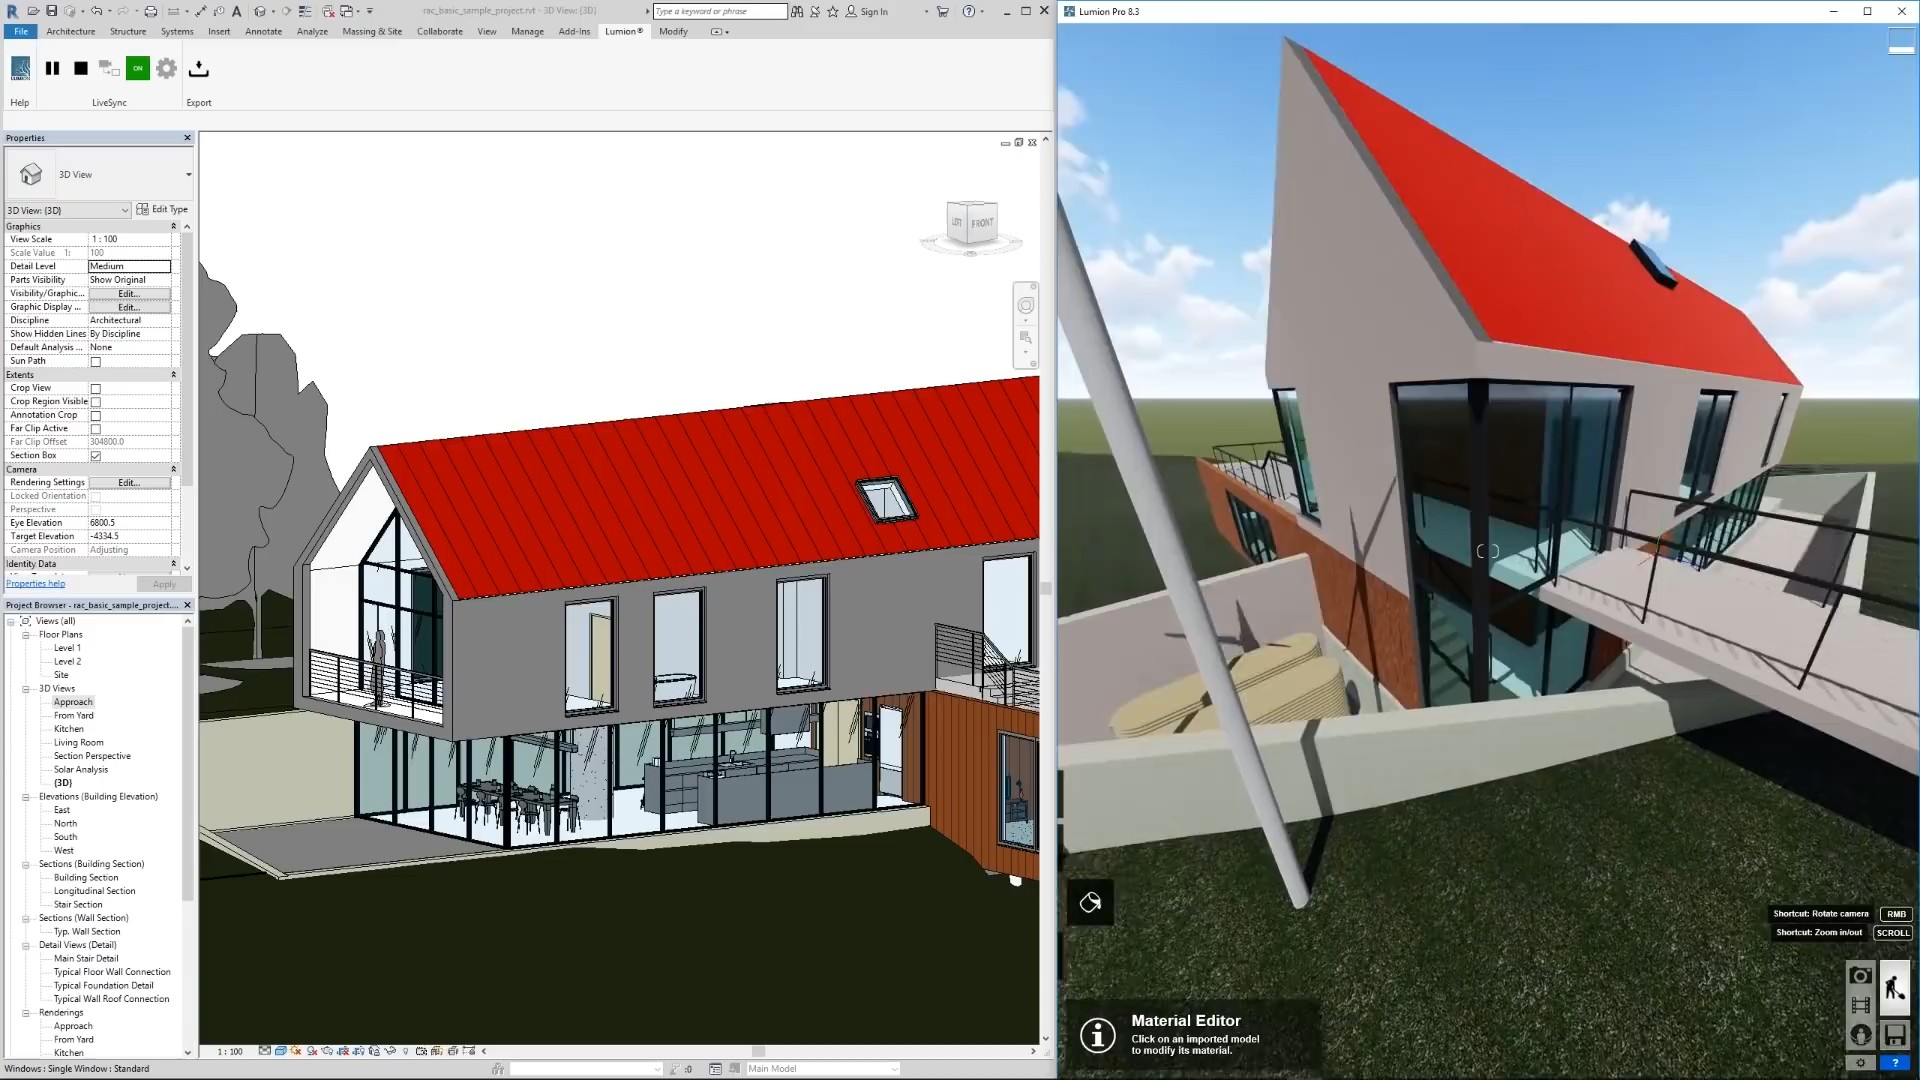 rac_basic_sample_project.rvt - 3D View: {3D}
Type a keyword or phrase
Sign In
File Architecture Structure Systems Insert Annotate Analyze Massing & Site Collaborate View Manage Add-Ins Lumion® Modify
LUMION
ON
Help LiveSync Export
Properties
3D View
3D View: {3D} Edit Type
Graphics
View Scale 1 : 100
Scale Value 1: 100
Detail Level Medium
Parts Visibility Show Original
Visibility/Graphic... Edit...
Graphic Display ... Edit...
Discipline Architectural
Show Hidden Lines By Discipline
Default Analysis ... None
Sun Path
Extents
Crop View
Crop Region Visible
Annotation Crop
Far Clip Active
Far Clip Offset 304800.0
Section Box
Camera
Rendering Settings Edit...
Locked Orientation
Perspective
Eye Elevation 6800.5
Target Elevation -4334.5
Camera Position Adjusting
Identity Data
Properties help Apply
Project Browser - rac_basic_sample_project....
Views (all)
Floor Plans
Level 1
Level 2
Site
3D Views
Approach
From Yard
Kitchen
Living Room
Section Perspective
Solar Analysis
{3D}
Elevations (Building Elevation)
East
North
South
West
Sections (Building Section)
Building Section
Longitudinal Section
Stair Section
Sections (Wall Section)
Typ. Wall Section
Detail Views (Detail)
Main Stair Detail
Typical Floor Wall Connection
Typical Foundation Detail
Typical Wall Roof Connection
Renderings
Approach
From Yard
Kitchen
LEFT FRONT
1 : 100
Windows : Single Window : Standard
:0
Main Model
Lumion Pro 8.3
Shortcut: Rotate camera RMB
Shortcut: Zoom in/out SCROLL
Material Editor
Click on an imported model
to modify its material.
?